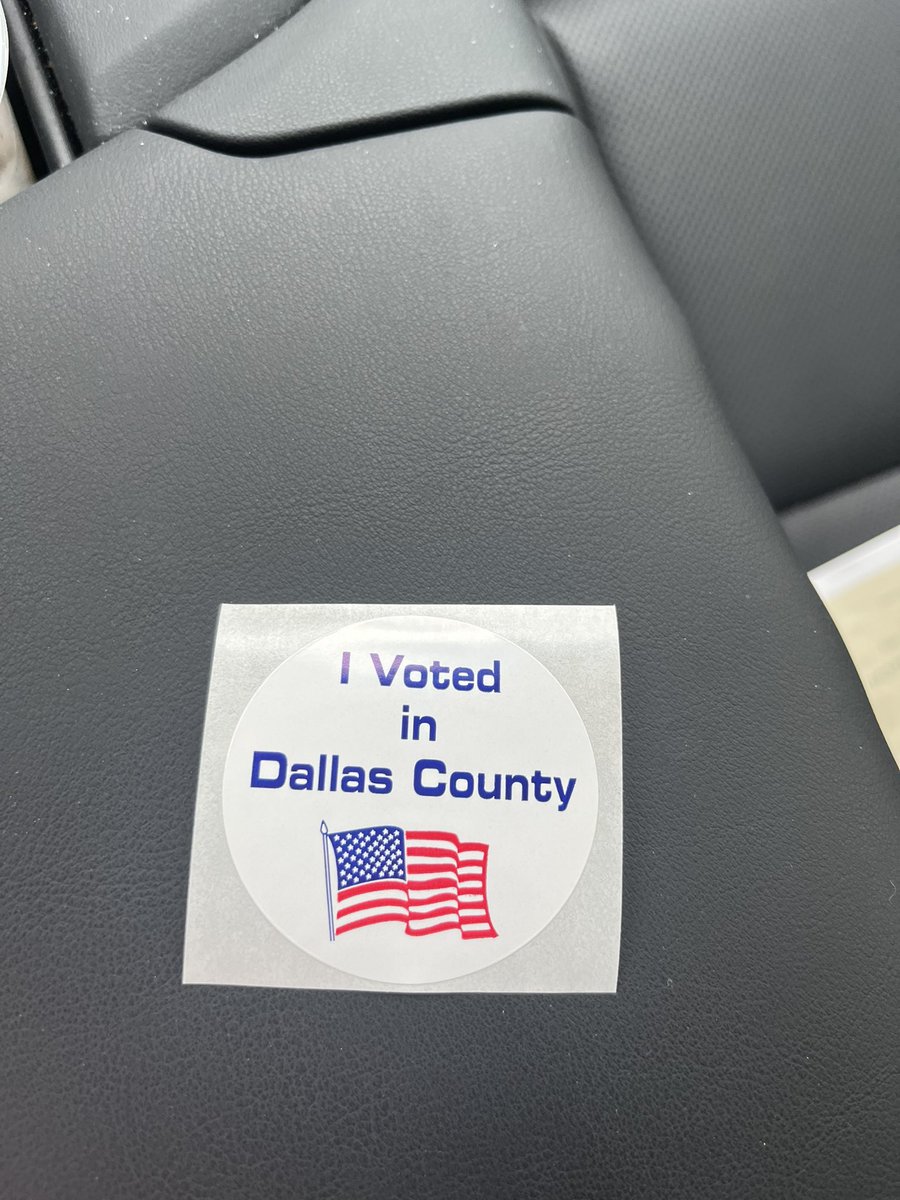 I Voted
in
Dallas County